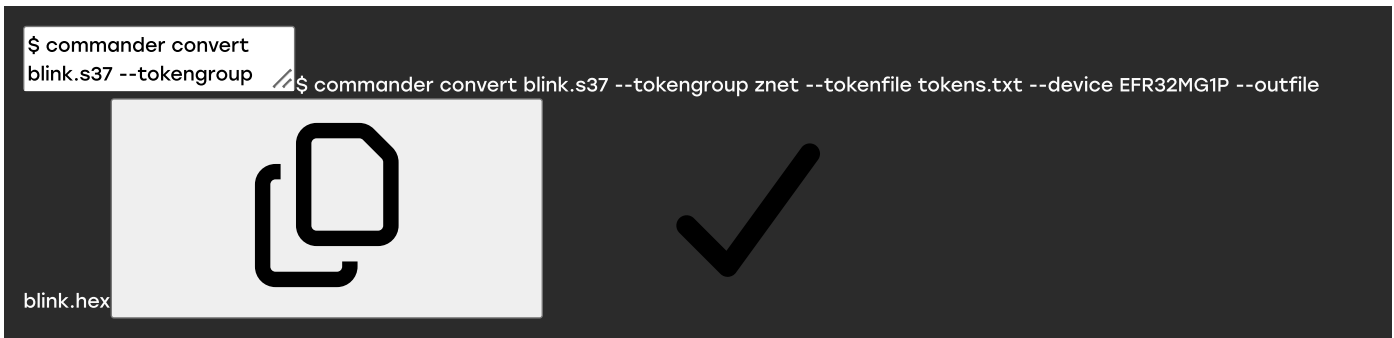 $ commander convert
blink.s37 --tokengroup
$ commander convert blink.s37 --tokengroup znet --tokenfile tokens.txt --device EFR32MG1P --outfile
blink.hex